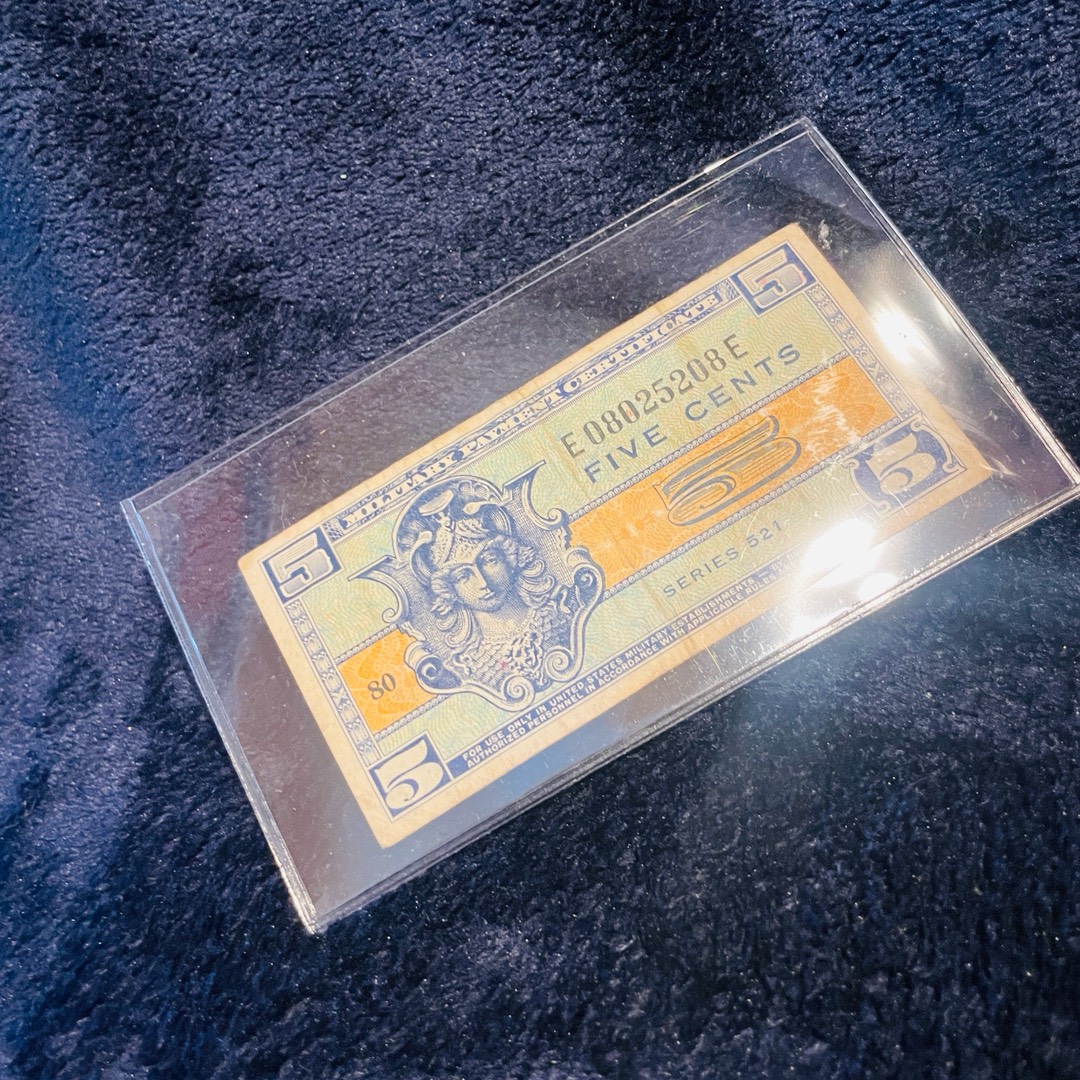 5
MILITARY PAYMENT CERTIFICATE
5
E08025208E
FIVE CENTS
5
SERIES 521
5
80
5
FOR USE ONLY IN UNITED STATES MILITARY ESTABLISHMENTS
AUTHORIZED PERSONNEL IN ACCORDANCE WITH APPLICABLE RULES